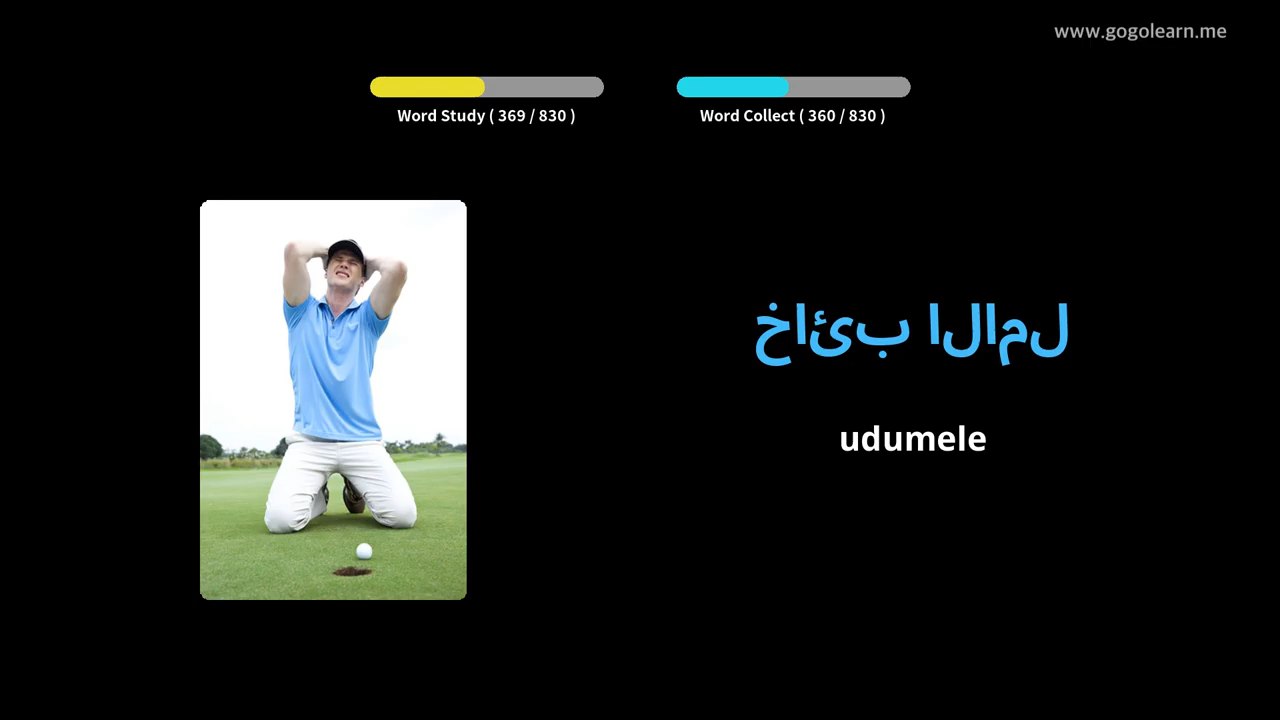 www.gogolearn.me
Word Study ( 369 / 830 )
Word Collect ( 360 / 830 )
خائب الامل
udumele